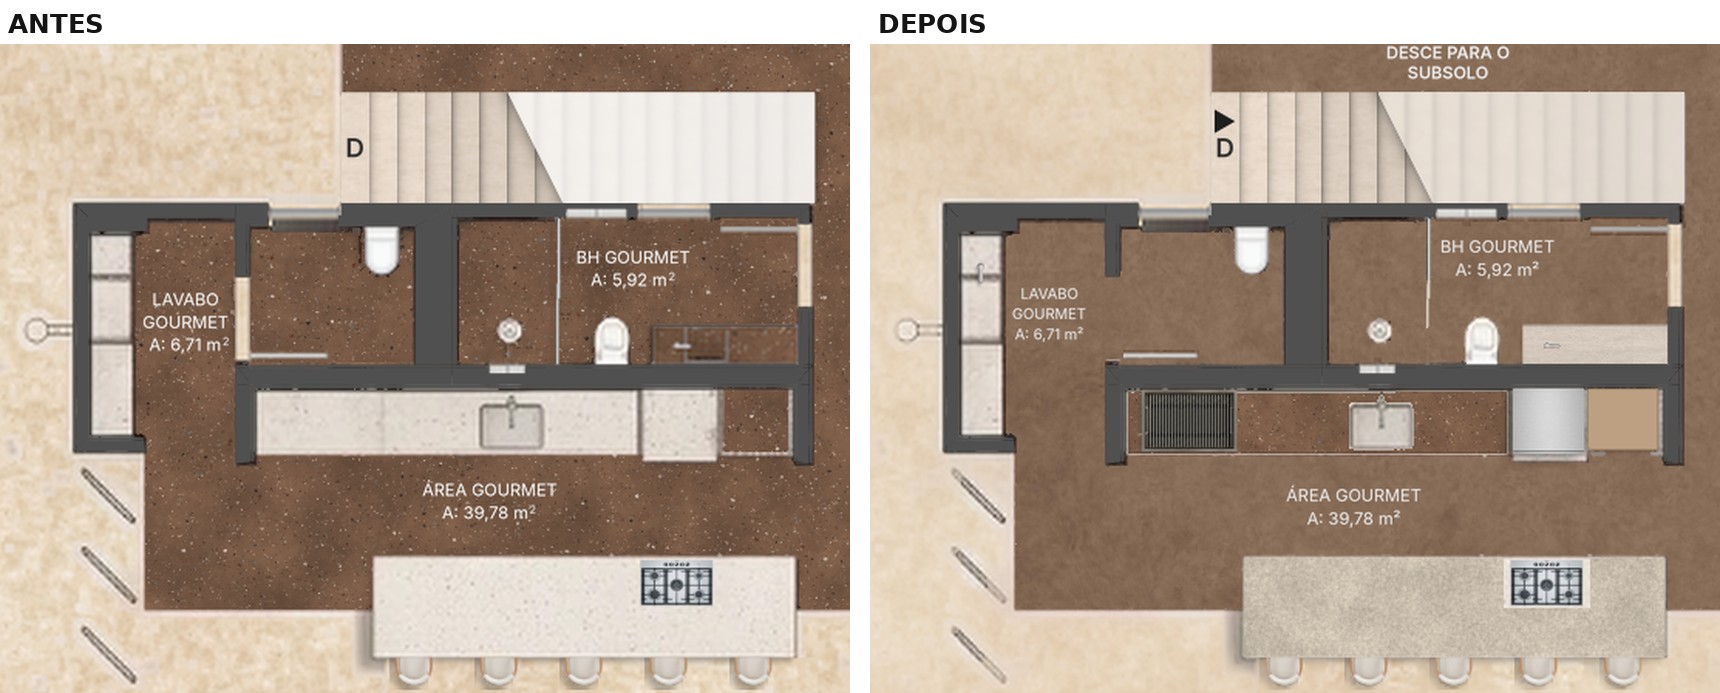 ANTES
D
BH GOURMET
A: 5,92 m²
LAVABO
GOURMET
A: 6,71 m²
ÁREA GOURMET
A: 39,78 m²
DEPOIS
DESCE PARA O
SUBSOLO
D
BH GOURMET
A: 5,92 m²
LAVABO
GOURMET
A: 6,71 m²
ÁREA GOURMET
A: 39,78 m²